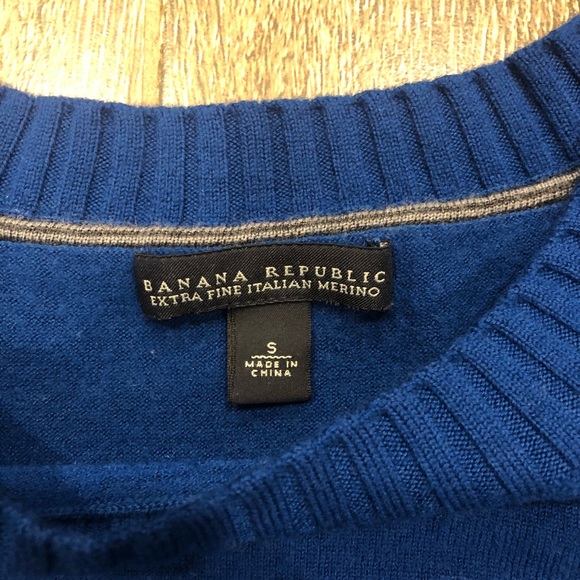 BANANA REPUBLIC
EXTRA FINE ITALIAN MERINO
S
MADE IN
CHINA